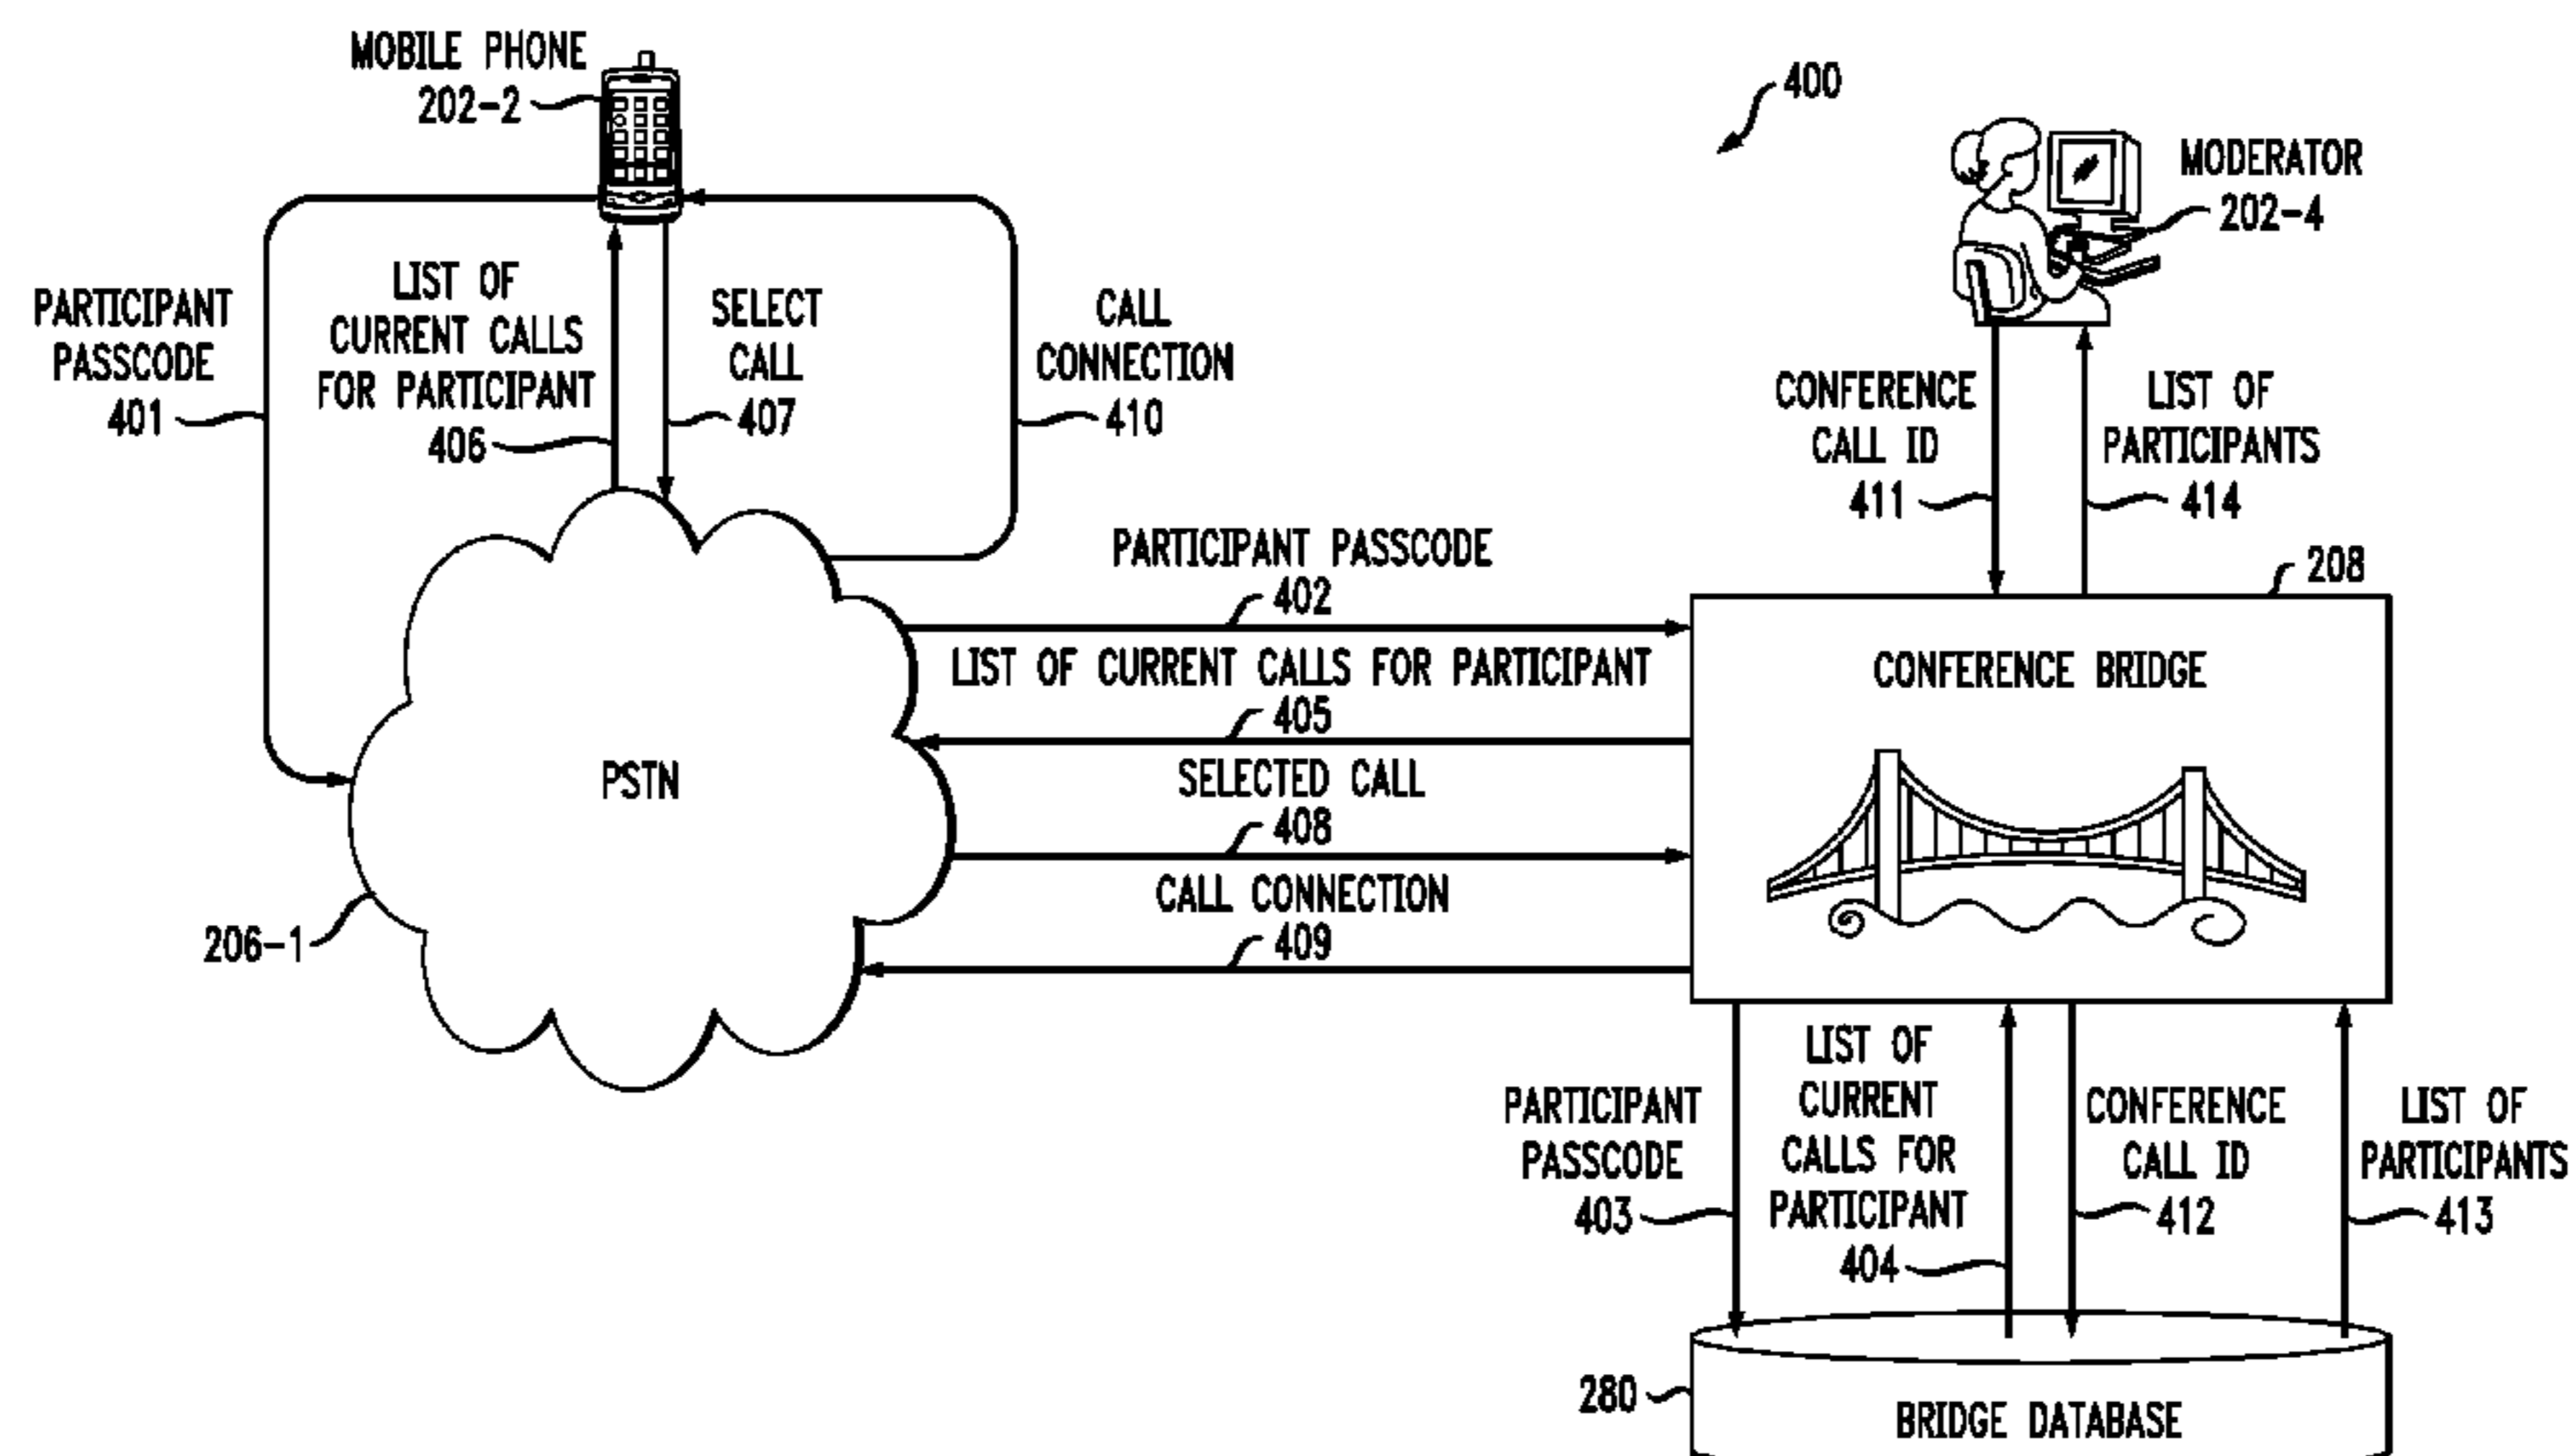 MOBILE PHONE
202-2
400
MODERATOR
202-4
PARTICIPANT
PASSCODE
401
LIST OF
CURRENT CALLS
FOR PARTICIPANT
406
SELECT
CALL
407
CALL
CONNECTION
410
CONFERENCE
CALL ID
411
LIST OF
PARTICIPANTS
414
208
PARTICIPANT PASSCODE
402
LIST OF CURRENT CALLS FOR PARTICIPANT
405
SELECTED CALL
408
CALL CONNECTION
409
PSTN
206-1
CONFERENCE BRIDGE
PARTICIPANT
PASSCODE
403
LIST OF
CURRENT
CALLS FOR
PARTICIPANT
404
CONFERENCE
CALL ID
412
LIST OF
PARTICIPANTS
413
280
BRIDGE DATABASE